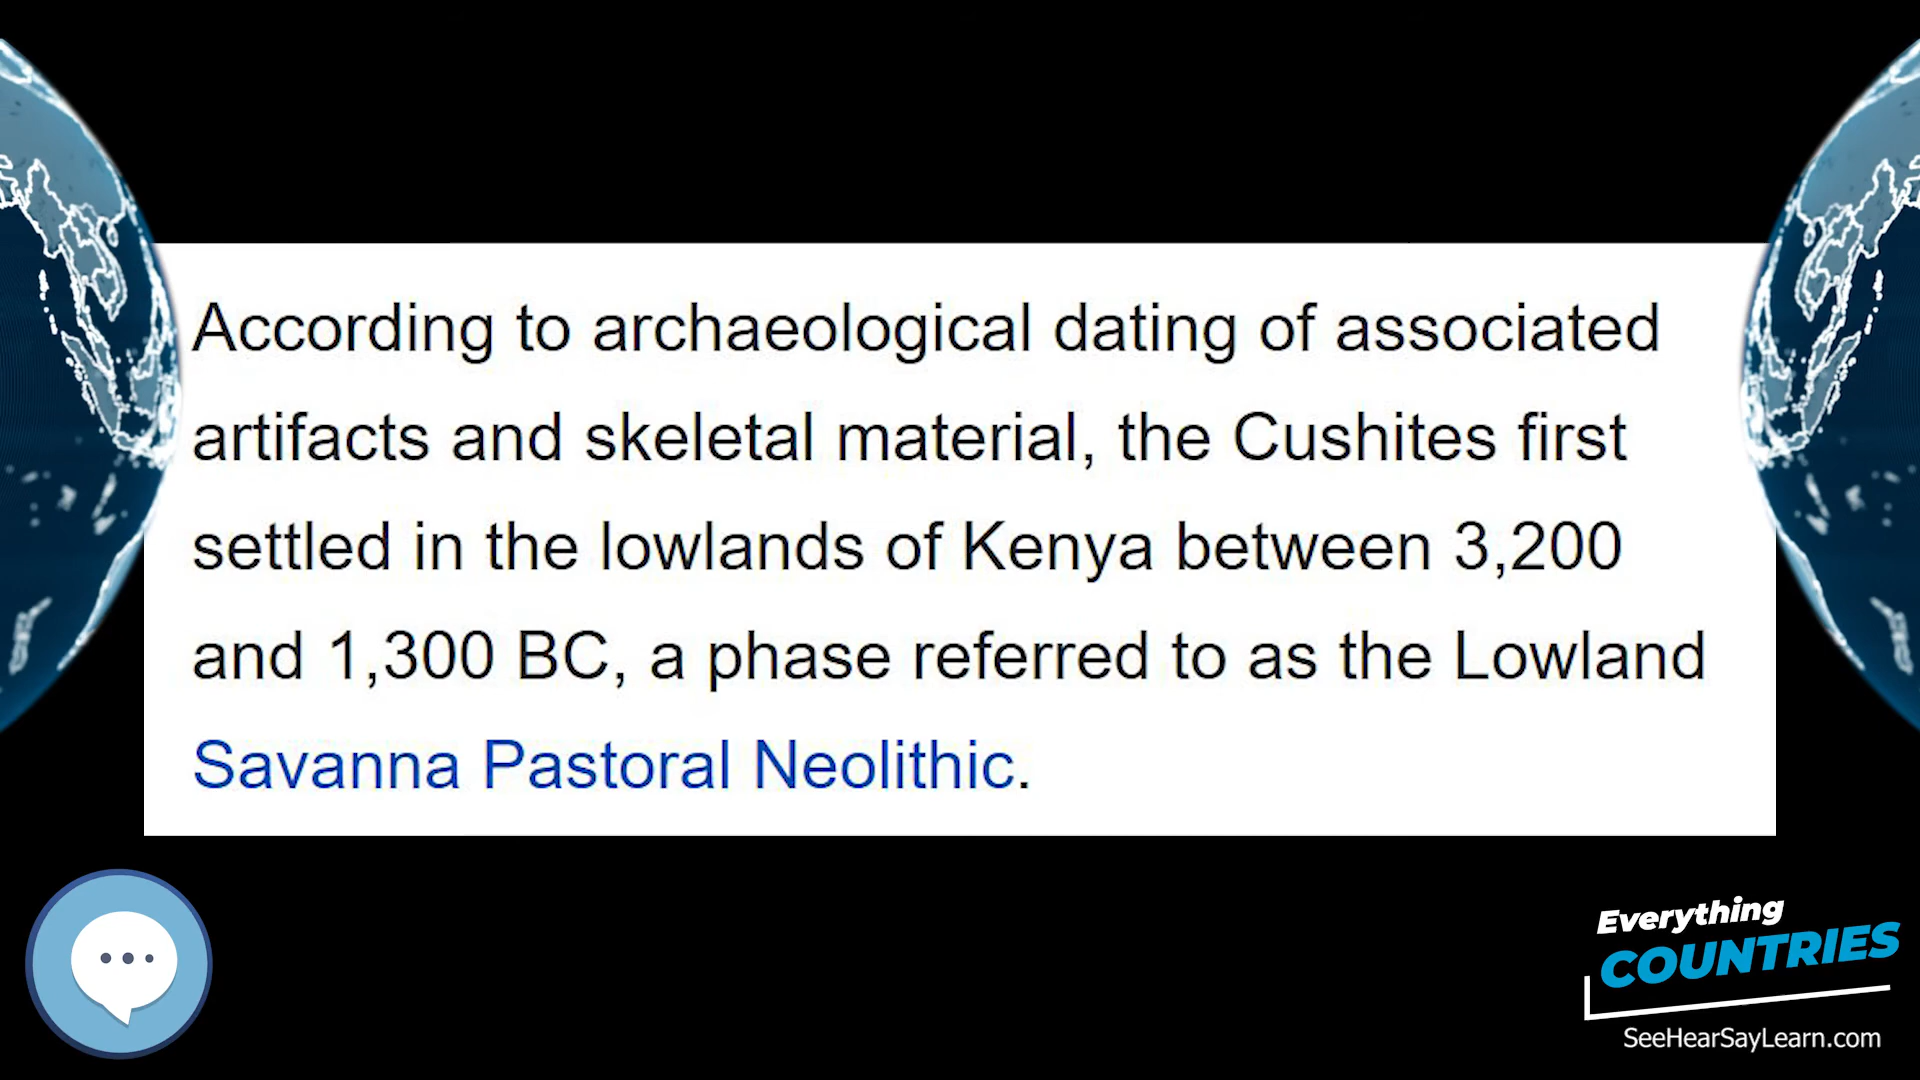 According to archaeological dating of associated
artifacts and skeletal material, the Cushites first
settled in the lowlands of Kenya between 3,200
and 1,300 BC, a phase referred to as the Lowland
Savanna Pastoral Neolithic.
Everything
COUNTRIES
SeeHearSayLearn.com